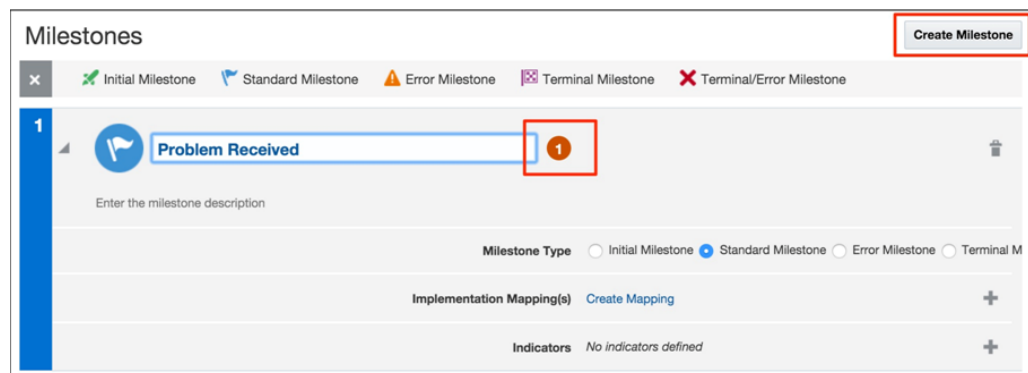 Milestones
Create Milestone
× Initial Milestone Standard Milestone Error Milestone Terminal Milestone Terminal/Error Milestone
1
Problem Received 1
Enter the milestone description
Milestone Type Initial Milestone Standard Milestone Error Milestone Terminal M
Implementation Mapping(s) Create Mapping +
Indicators No indicators defined +